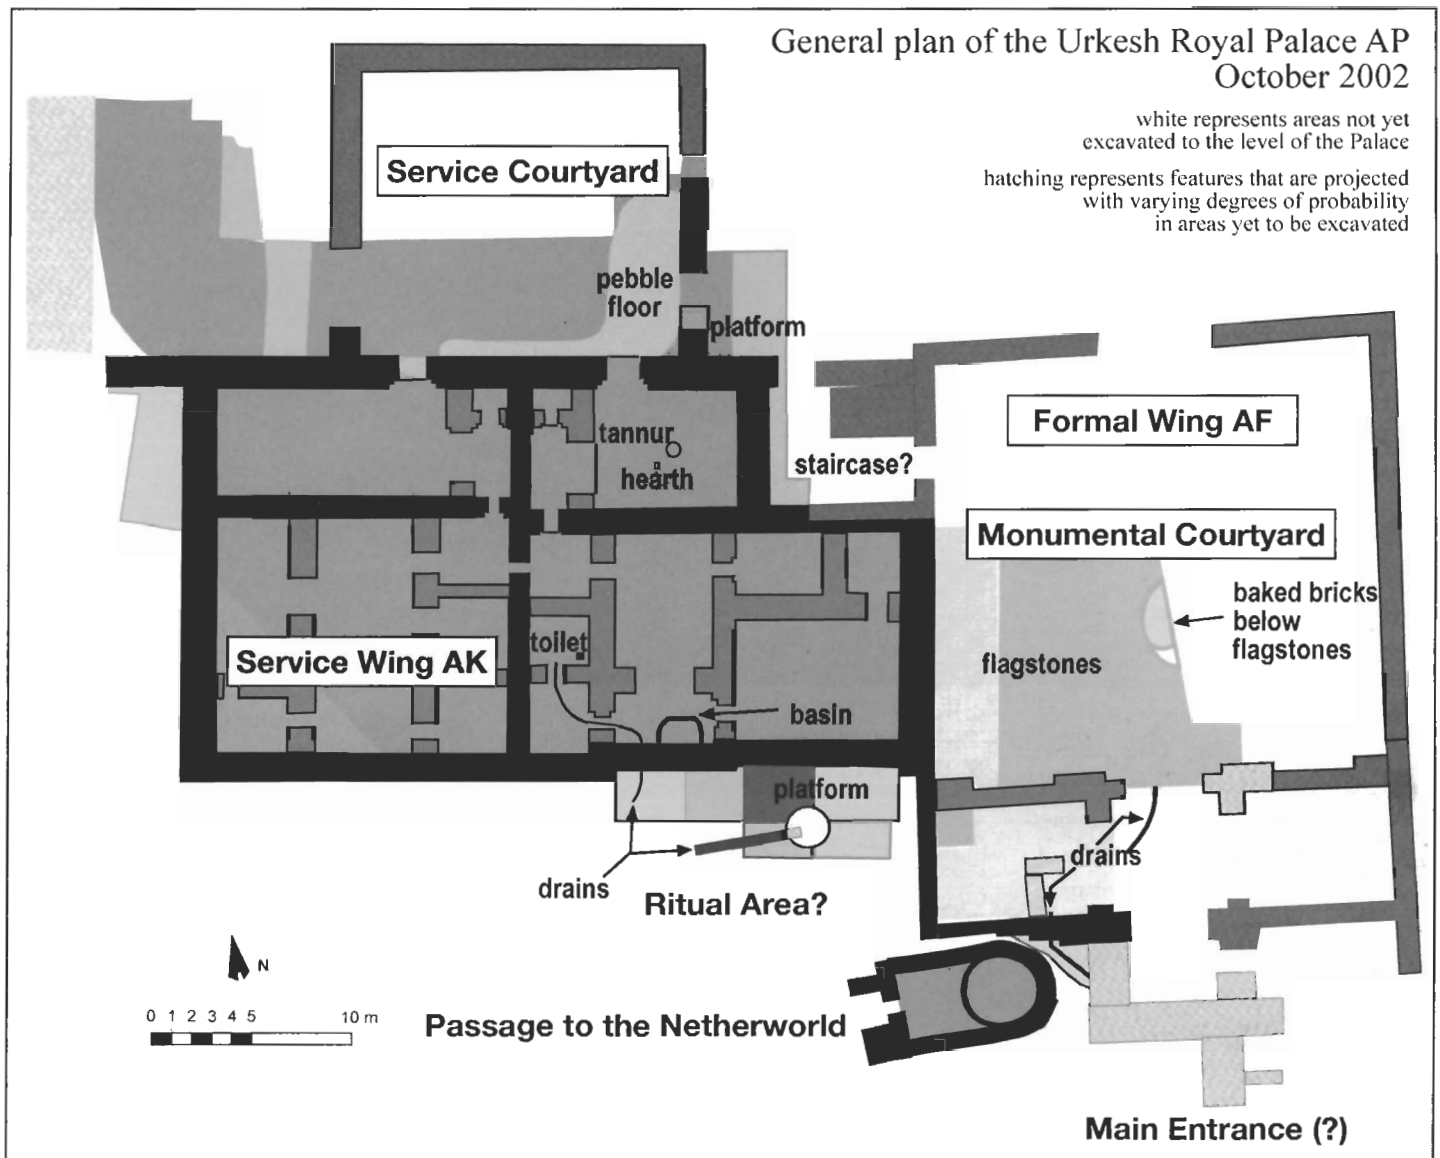 General plan of the Urkesh Royal Palace AP
October 2002
white represents areas not yet
excavated to the level of the Palace
hatching represents features that are projected
with varying degrees of probability
in areas yet to be excavated
Service Courtyard
pebble
floor
platform
Formal Wing AF
tannur
hearth
staircase?
Monumental Courtyard
baked bricks
below
flagstones
flagstones
toilet
Service Wing AK
basin
platform
drains
drains
Ritual Area?
N
0 1 2 3 4 5 10 m
Passage to the Netherworld
Main Entrance (?)